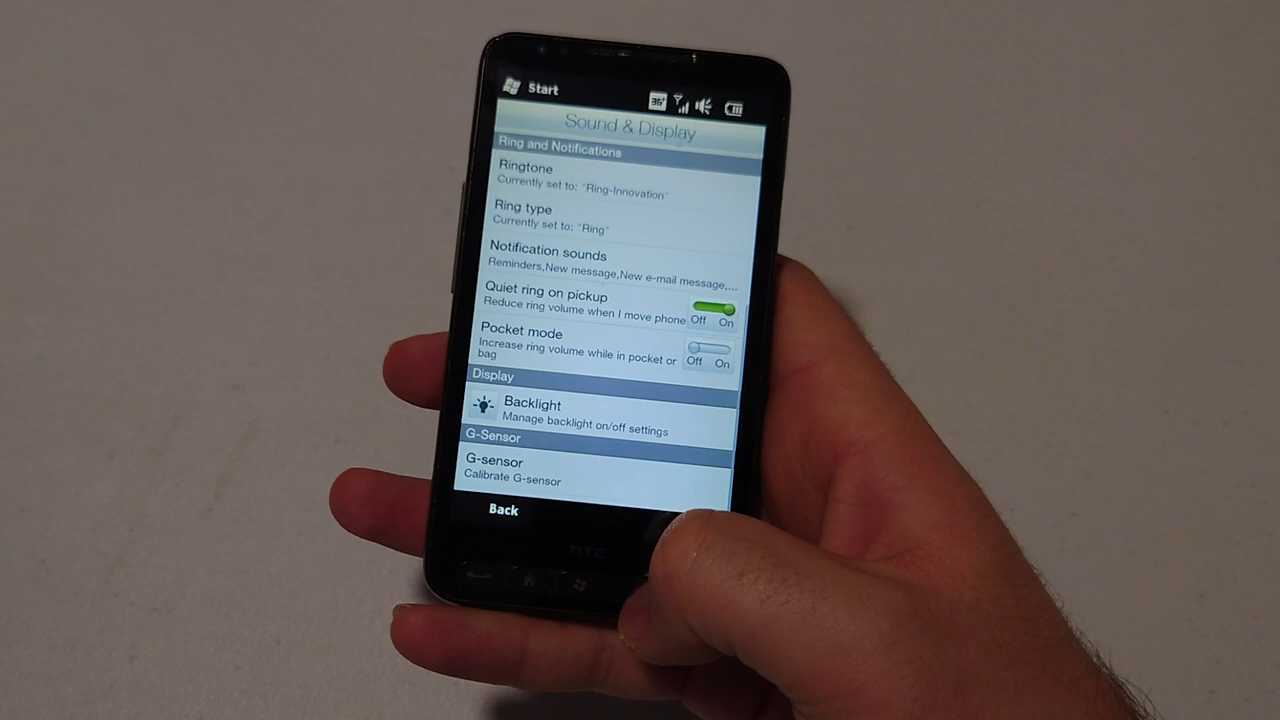 Start
3G+
Sound & Display
Ring and Notifications
Ringtone
Currently set to: "Ring-Innovation"
Ring type
Currently set to: "Ring"
Notification sounds
Reminders,New message,New e-mail message,...
Quiet ring on pickup
Reduce ring volume when I move phone
Off On
Pocket mode
Increase ring volume while in pocket or
bag
Off On
Display
Backlight
Manage backlight on/off settings
G-Sensor
G-sensor
Calibrate G-sensor
Back
hTC